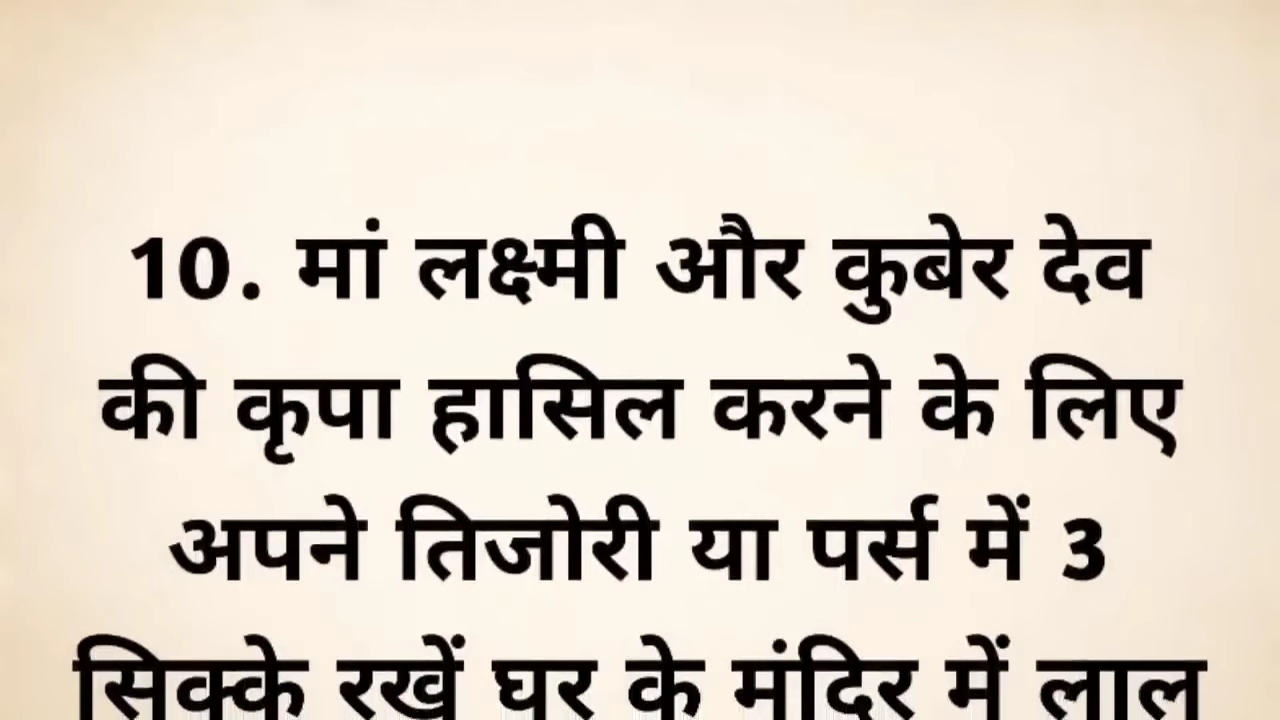 10. मां लक्ष्मी और कुबेर देव
की कृपा हासिल करने के लिए
अपने तिजोरी या पर्स में 3
सिक्के रखें घर के मंदिर में लाल